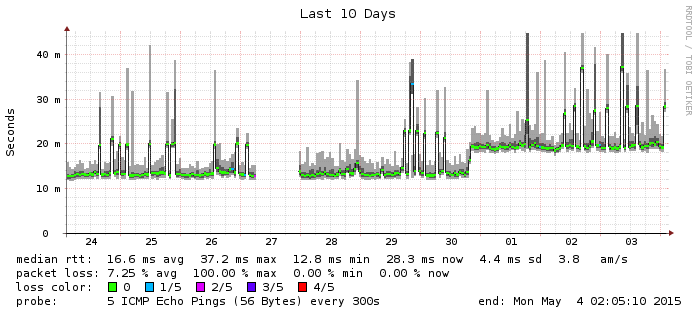 Last 10 Days
RRDTOOL / TOBI OETIKER
Seconds
40 m
30 m
20 m
10 m
0
24 25 26 27 28 29 30 01 02 03
median rtt: 16.6 ms avg 37.2 ms max 12.8 ms min 28.3 ms now 4.4 ms sd 3.8 am/s
packet loss: 7.25 % avg 100.00 % max 0.00 % min 0.00 % now
loss color: 0 1/5 2/5 3/5 4/5
probe: 5 ICMP Echo Pings (56 Bytes) every 300s end: Mon May 4 02:05:10 2015